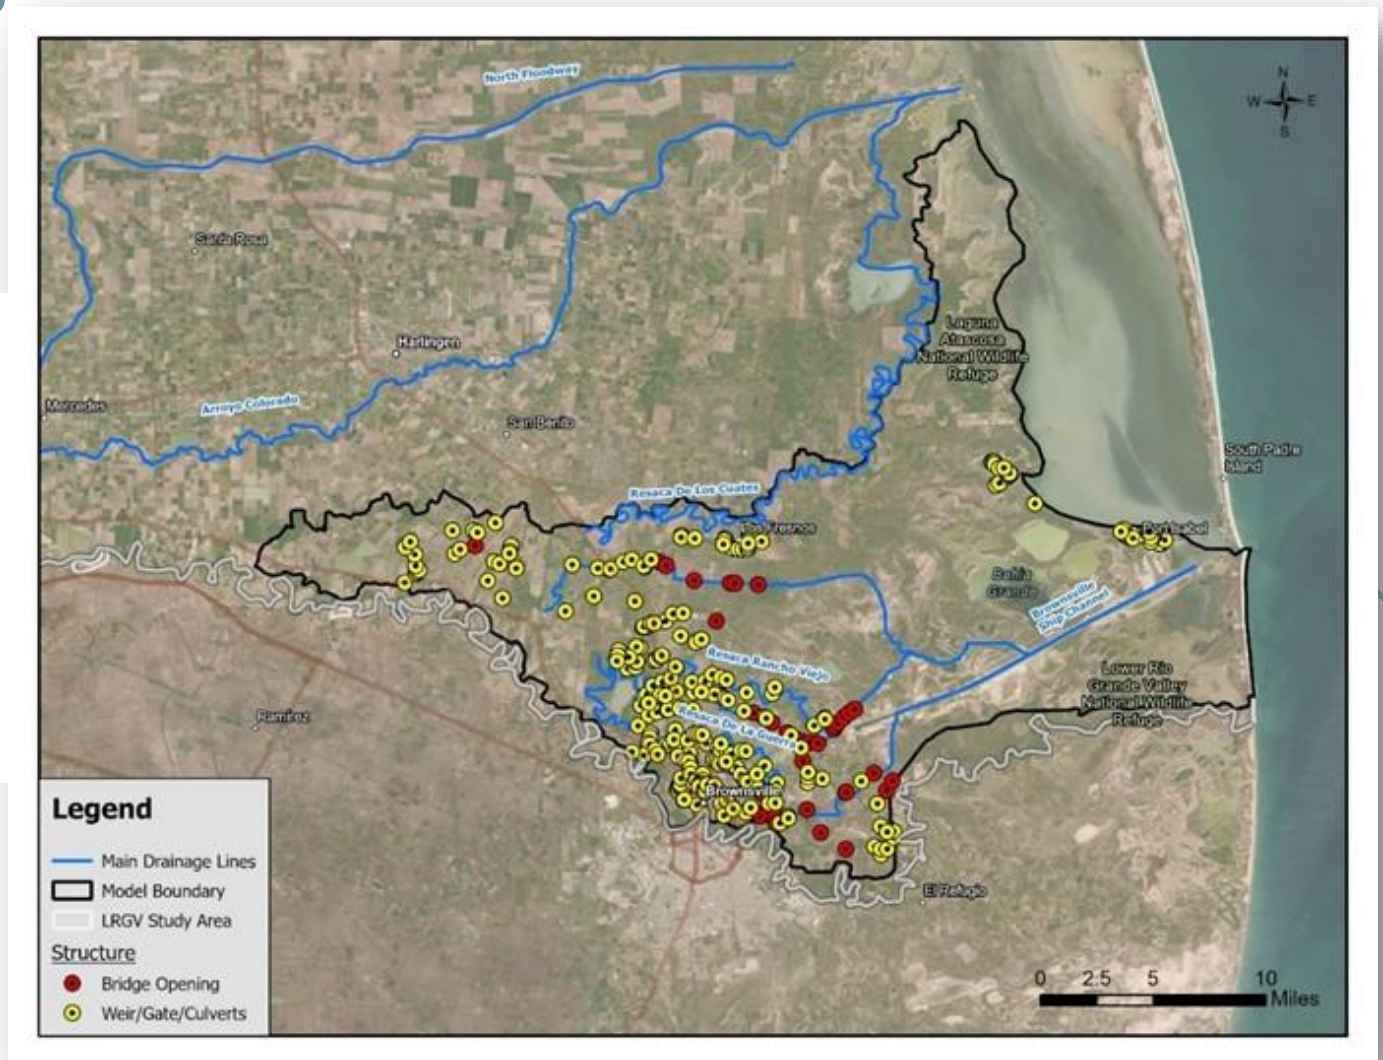 North Floodway
N
W E
S
Santa Rosa
Laguna
Atascosa
National Wildlife
Refuge
Harlingen
Mercedes
Arroyo Colorado
San Benito
South Padre
Island
Resaca De Los Cuates
Los Fresnos
Port Isabel
Bahia
Grande
Brownsville
Ship Channel
Resaca Rancho Viejo
Lower Rio
Grande Valley
National Wildlife
Refuge
Ramirez
Resaca De La Guerra
Brownsville
El Refugio
Legend
Main Drainage Lines
Model Boundary
LRGV Study Area
Structure
Bridge Opening
Weir/Gate/Culverts
0 2.5 5 10
Miles